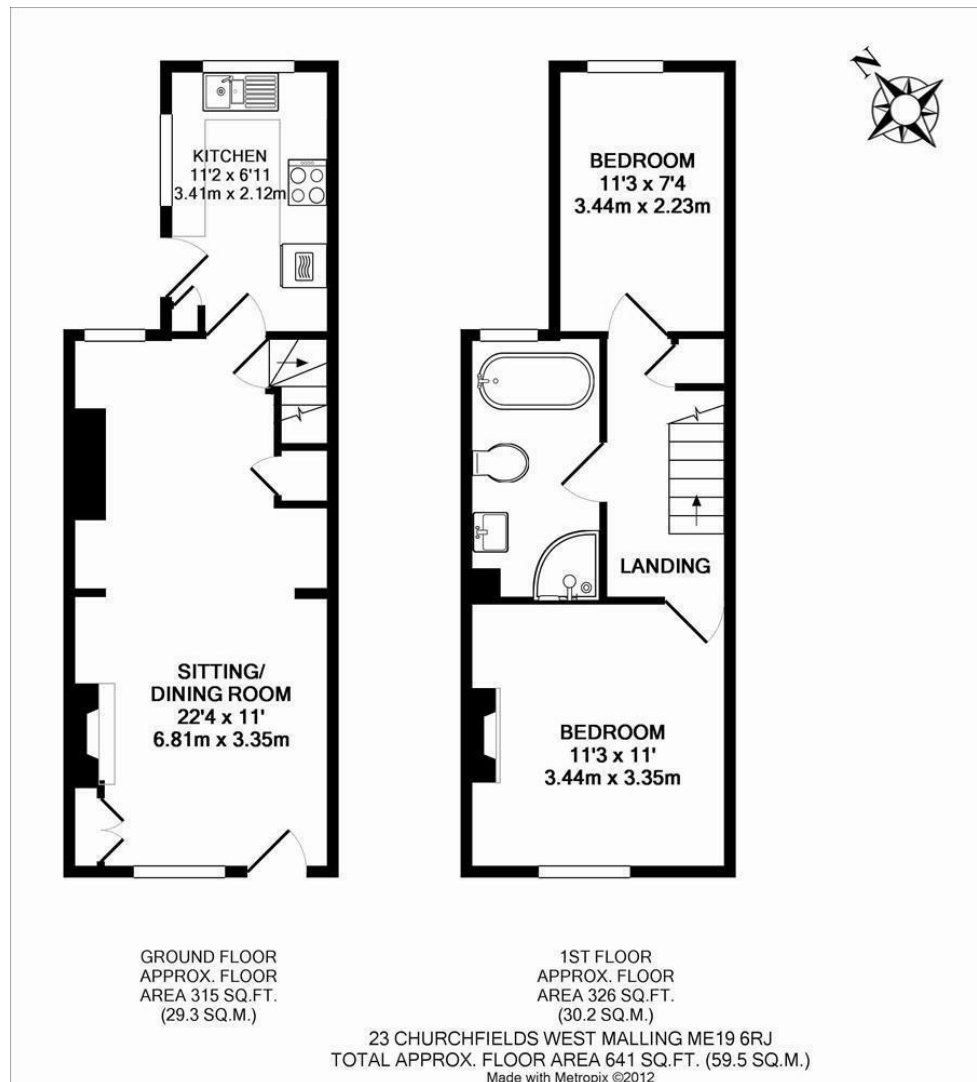 N
KITCHEN
11'2 x 6'11
3.41m x 2.12m
BEDROOM
11'3 x 7'4
3.44m x 2.23m
LANDING
SITTING/
DINING ROOM
22'4 x 11'
6.81m x 3.35m
BEDROOM
11'3 x 11'
3.44m x 3.35m
GROUND FLOOR
APPROX. FLOOR
AREA 315 SQ.FT.
(29.3 SQ.M.)
1ST FLOOR
APPROX. FLOOR
AREA 326 SQ.FT.
(30.2 SQ.M.)
23 CHURCHFIELDS WEST MALLING ME19 6RJ
TOTAL APPROX. FLOOR AREA 641 SQ.FT. (59.5 SQ.M.)
Made with Metropix ©2012